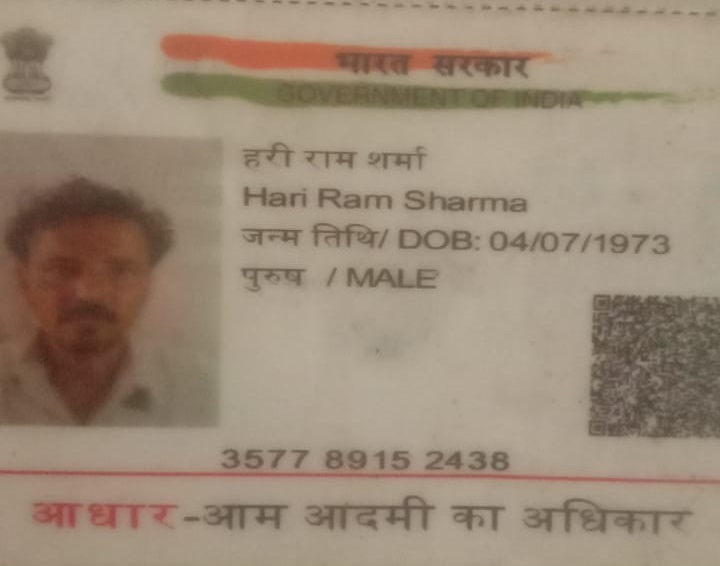 भारत सरकार
GOVERNMENT OF INDIA
हरी राम शर्मा
Hari Ram Sharma
जन्म तिथि/ DOB: 04/07/1973
पुरुष / MALE
3577 8915 2438
आधार-आम आदमी का अधिकार